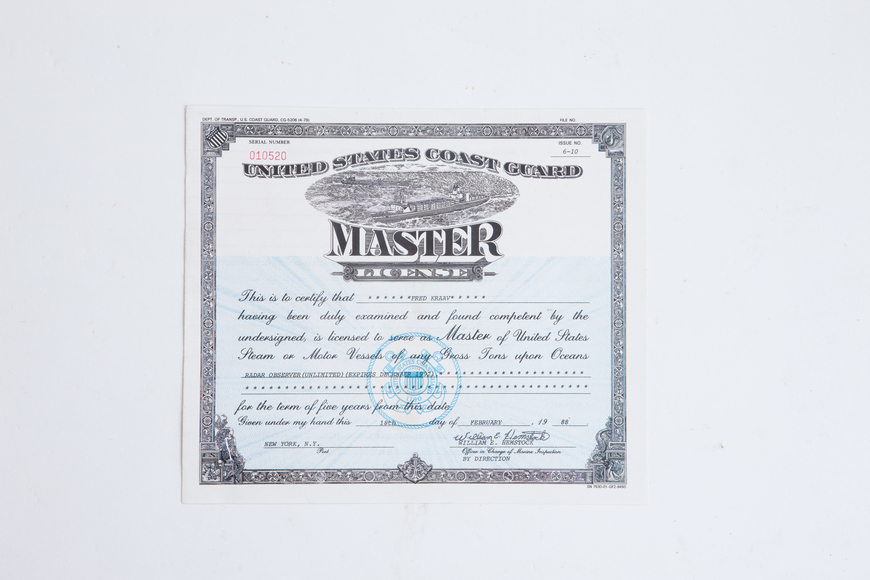 DEPT. OF TRANSP., U.S. COAST GUARD, CG-5206 (4-79)
FILE NO.
SERIAL NUMBER
010520
ISSUE NO.
6-10
UNITED STATES COAST GUARD
MASTER
LICENSE
This is to certify that * * * * * *FRED KRAAV* * * * *
having been duly examined and found competent by the
undersigned, is licensed to serve as Master of United States
Steam or Motor Vessels of any Gross Tons upon Oceans
RADAR OBSERVER(UNLIMITED)(EXPIRES DECEMBER
for the term of five years from this date.
Given under my hand this 18th day of FEBRUARY , 19 88
William E. Hemstock
NEW YORK, N.Y.
WILLIAM E. HEMSTOCK
Port
Officer in Charge of Marine Inspection
BY DIRECTION